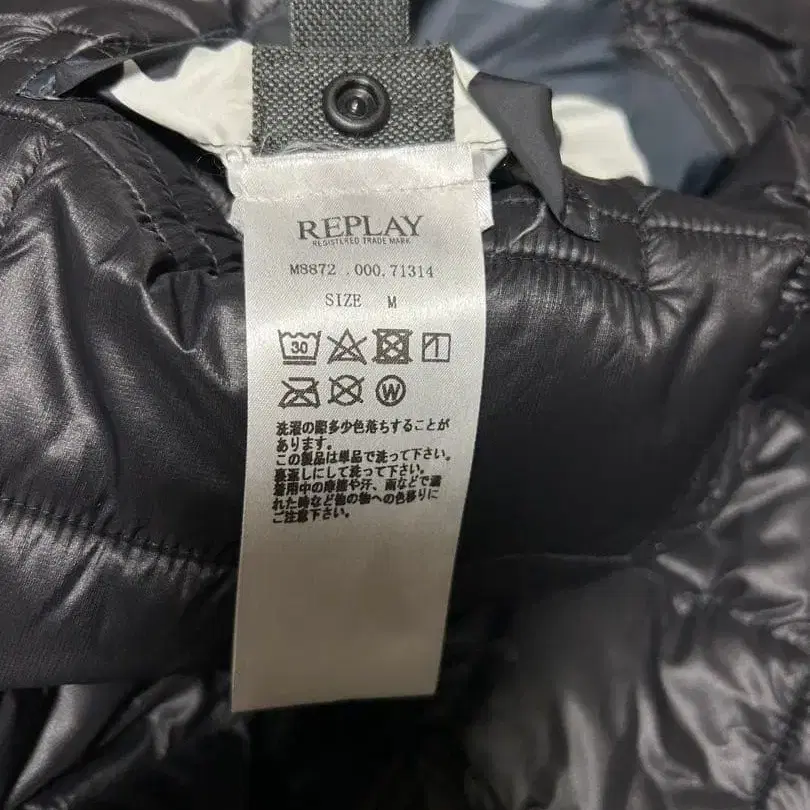 REPLAY
REGISTERED TRADE MARK
M8872 .000.71314
SIZE M
30
W
洗濯の際多少色落ちすることが
あります。
この製品は単品で洗って下さい。
裏返しにして洗って下さい。
着用中の摩擦や汗、雨などで濡
れた時など他の物への色移りに
ご注意下さい。